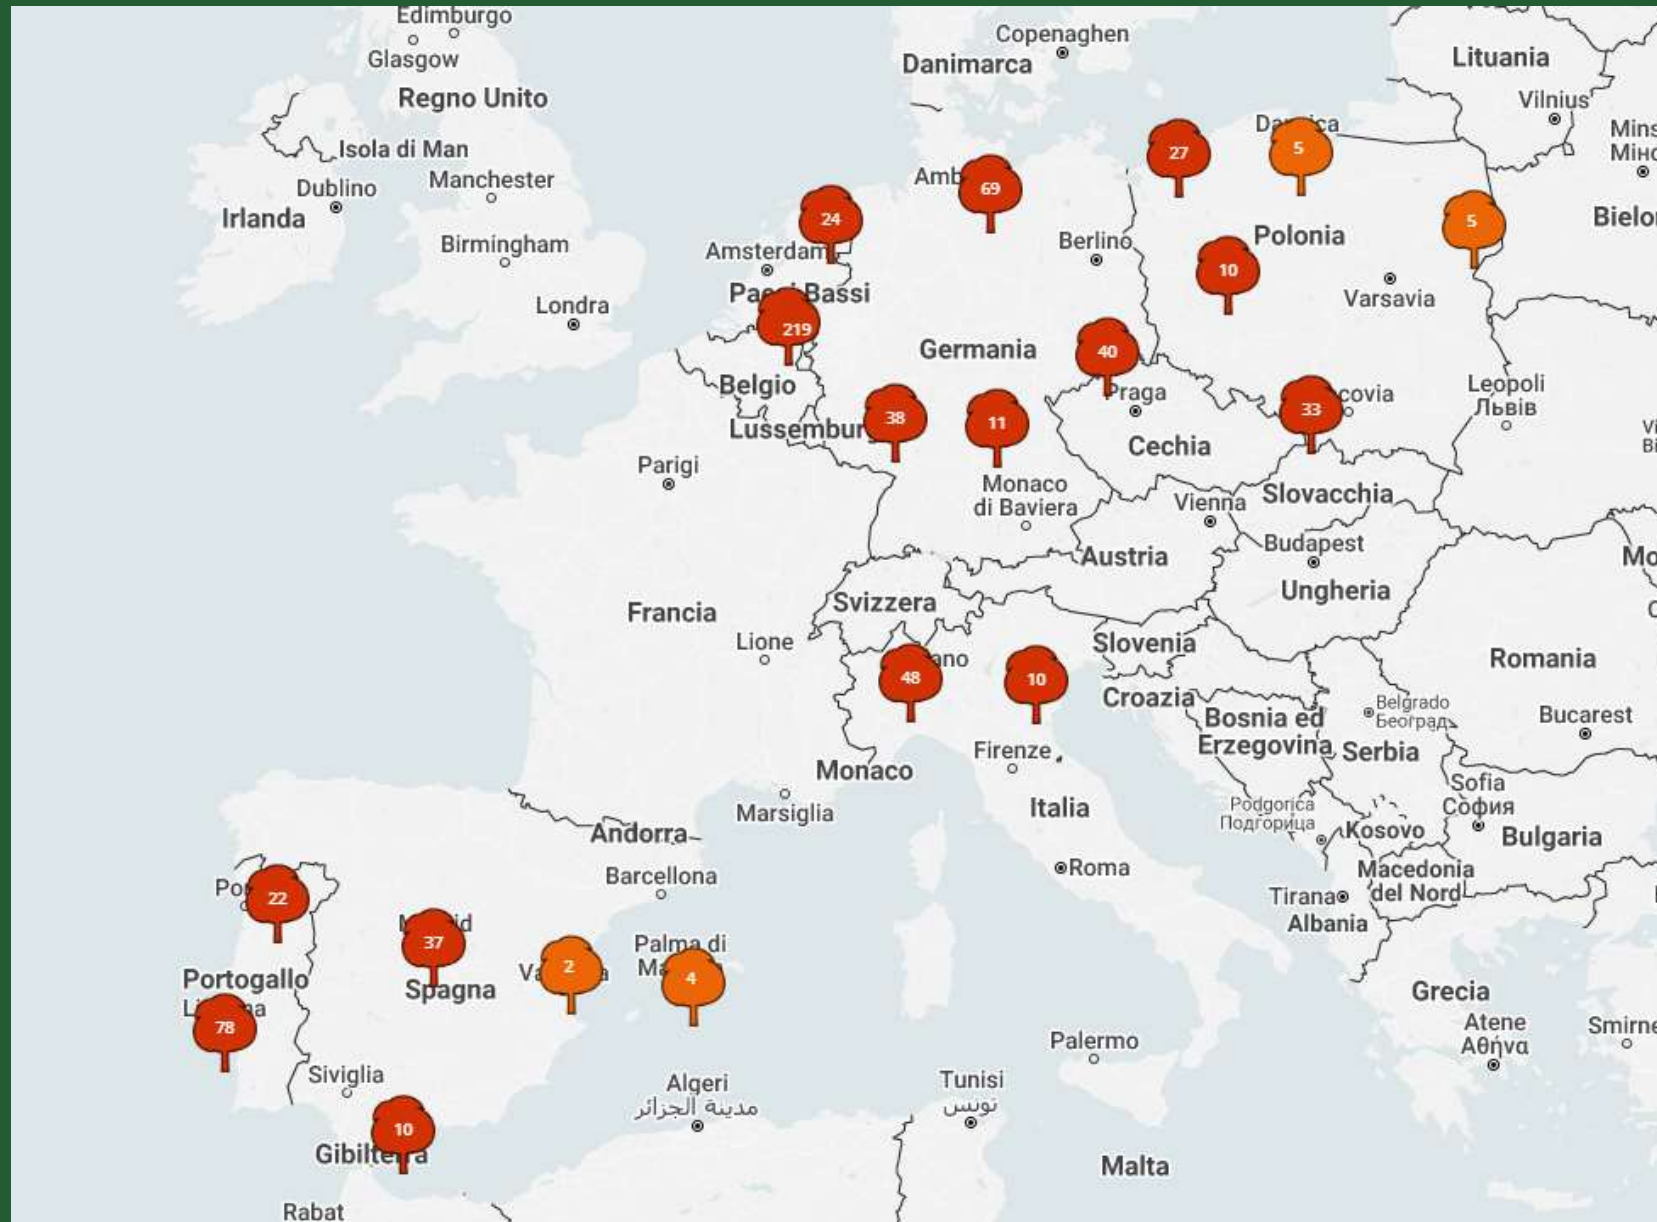 Edimburgo
Glasgow
Regno Unito
Isola di Man
Dublino
Manchester
Irlanda
Birmingham
Londra
Copenaghen
Danimarca
Lituania
Vilnius
27
5
69
24
5
Amsterdam
Berlino
Polonia
10
Varsavia
219
Germania
40
Belgio
Praga
Leopoli
Львів
38
11
33
Cechia
Parigi
Monaco
di Baviera
Vienna
Slovacchia
Budapest
Austria
Ungheria
Francia
Svizzera
Lione
Slovenia
Romania
48
10
Croazia
Belgrado
Београд
Bosnia ed
Erzegovina
Bucarest
Serbia
Firenze
Monaco
Marsiglia
Italia
Sofia
София
Podgorica
Подгорица
Kosovo
Bulgaria
Andorra
Barcellona
Roma
Macedonia
del Nord
Tirana
Albania
22
37
2
Palma di
4
Portogallo
Spagna
78
Grecia
Atene
Αθήνα
Palermo
Siviglia
Algeri
مدينة الجزائر
Tunisi
تونس
10
Malta
Rabat